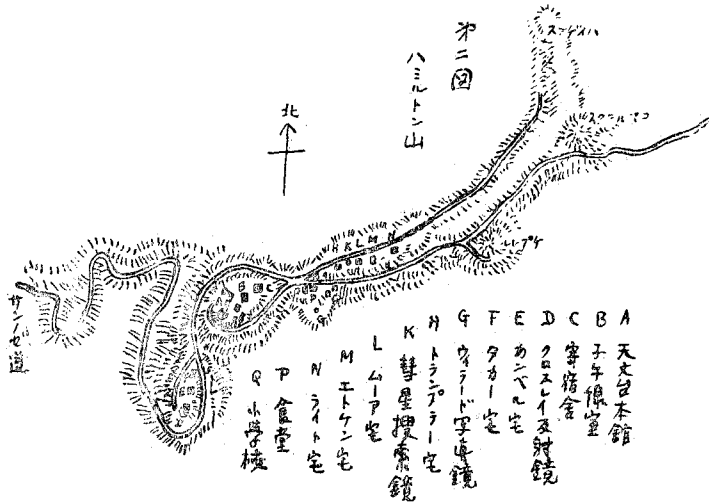 第二図
ハミルトン山
北
サンノゼ道
A 天文台本館
B 子午線室
C 寄宿舎
D クロスレイ反射鏡
E カンベル宅
F タカー宅
G ウィラード写真鏡
H トランプラー宅
K 彗星捜索鏡
L ムーア宅
M エトケン宅
N ライト宅
P 食堂
Q 小学校